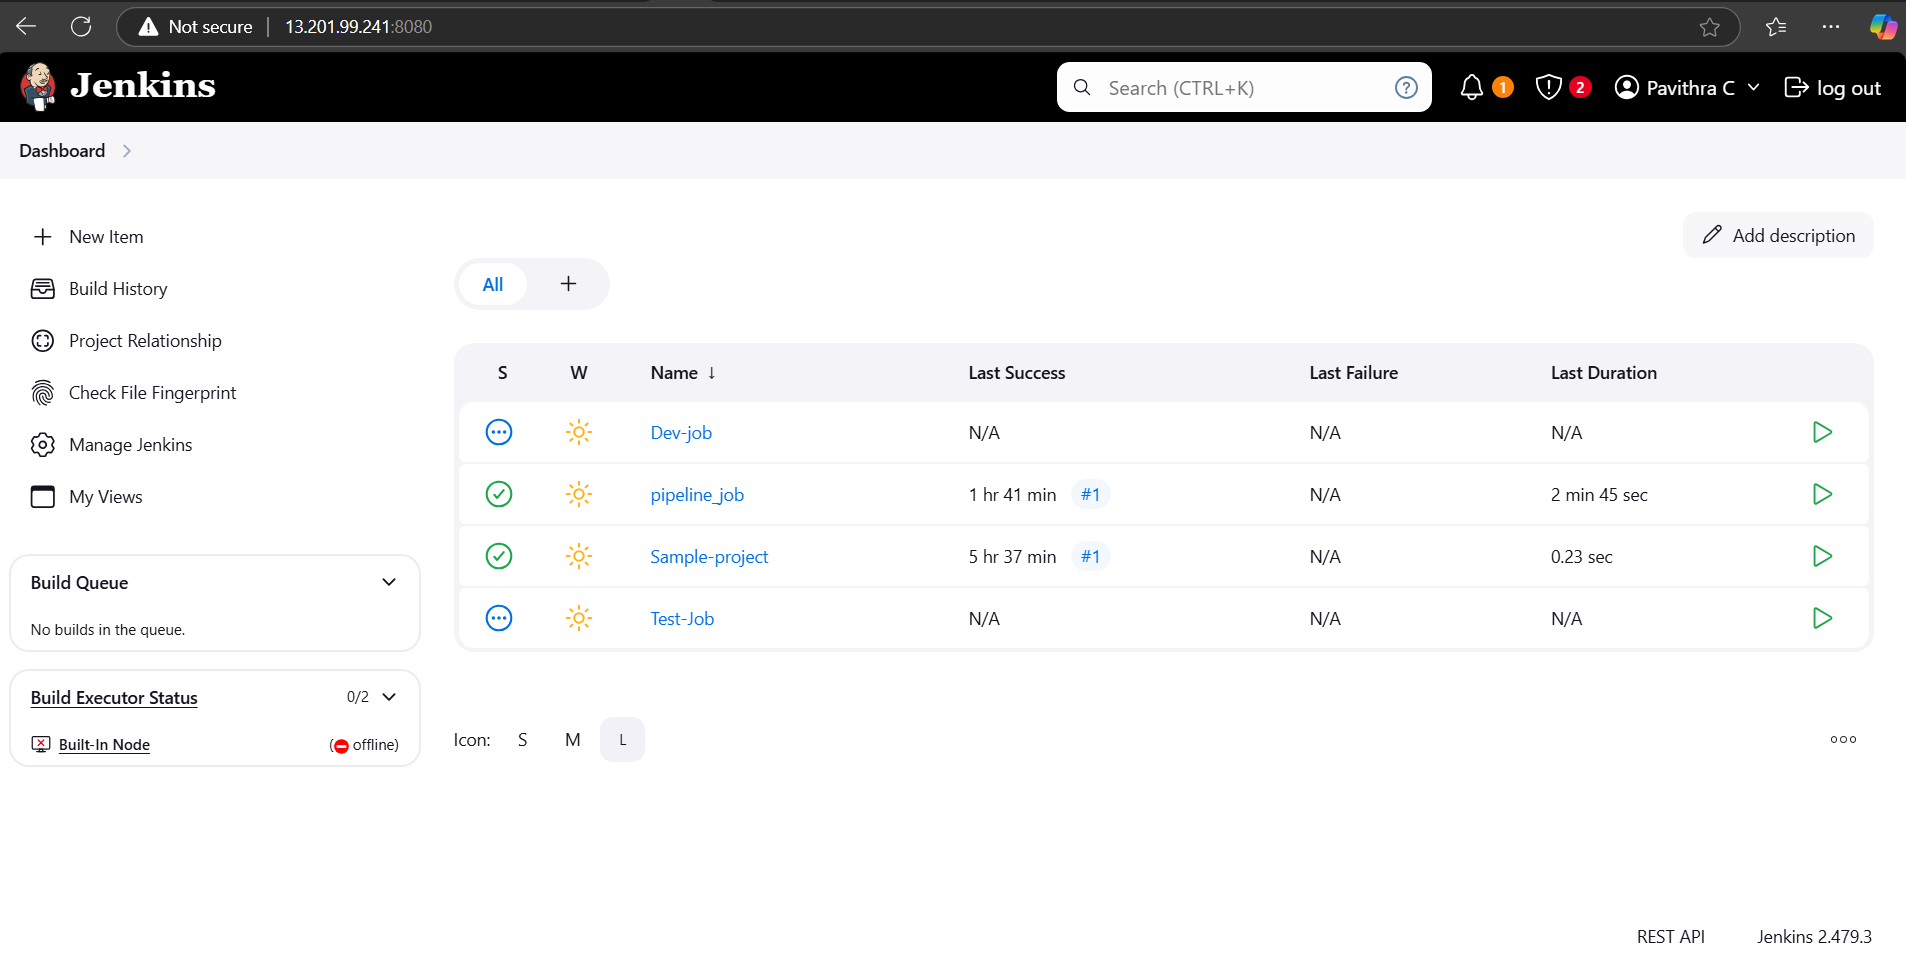 Not secure | 13.201.99.241:8080
Jenkins
Search (CTRL+K) ? 1 2 Pavithra C log out
Dashboard
New Item
Build History
Project Relationship
Check File Fingerprint
Manage Jenkins
My Views
Build Queue
No builds in the queue.
Build Executor Status 0/2
Built-In Node (offline)
Add description
All +
S W Name ↓ Last Success Last Failure Last Duration
Dev-job N/A N/A N/A
pipeline_job 1 hr 41 min #1 N/A 2 min 45 sec
Sample-project 5 hr 37 min #1 N/A 0.23 sec
Test-Job N/A N/A N/A
Icon: S M L
REST API Jenkins 2.479.3